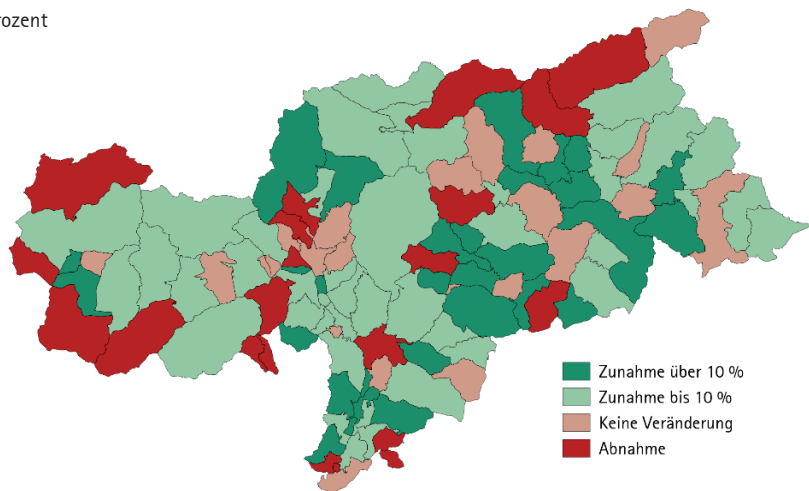 rozent
Zunahme über 10 %
Zunahme bis 10 %
Keine Veränderung
Abnahme